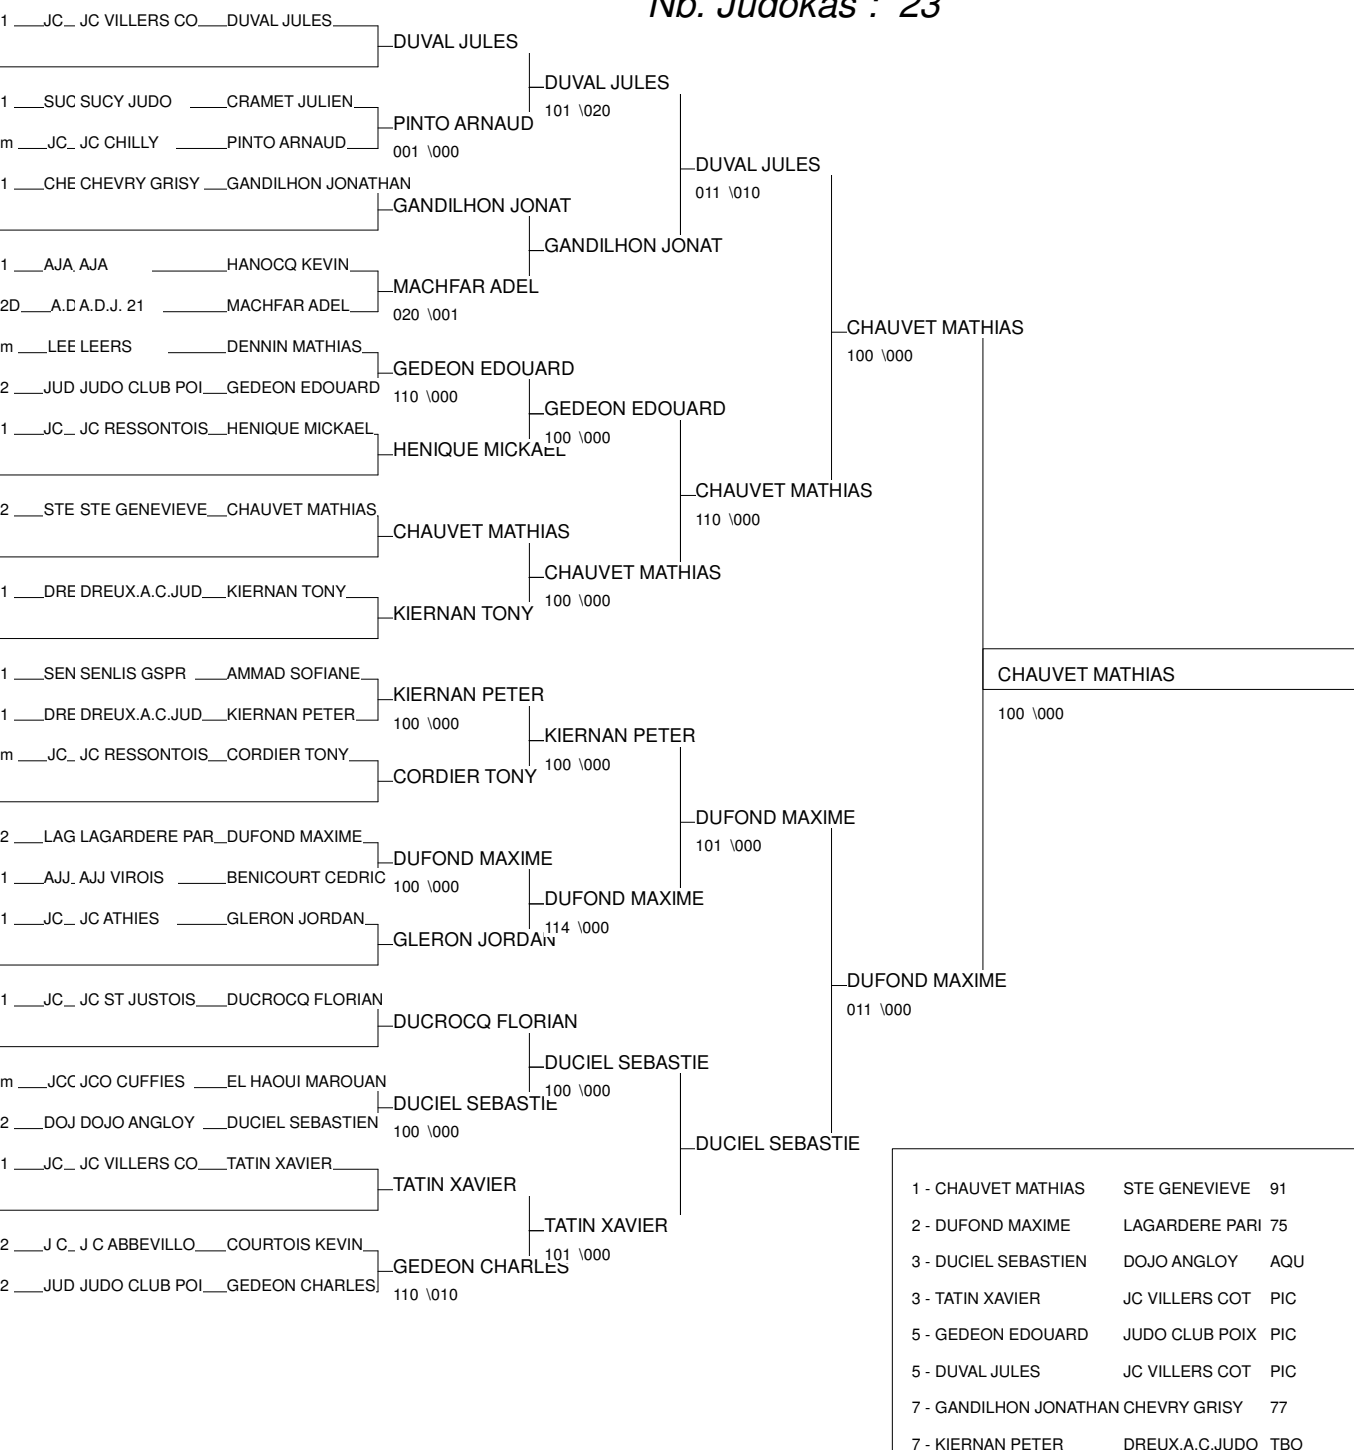 Nb. Judokas : 23
1 JC_ JC VILLERS CO DUVAL JULES
DUVAL JULES
DUVAL JULES
101 \020
1 SUC SUCY JUDO CRAMET JULIEN
PINTO ARNAUD
001 \000
m JC_ JC CHILLY PINTO ARNAUD
DUVAL JULES
011 \010
1 CHE CHEVRY GRISY GANDILHON JONATHAN
GANDILHON JONAT
GANDILHON JONAT
1 AJA AJA HANOCQ KEVIN
MACHFAR ADEL
020 \001
2D A.D A.D.J. 21 MACHFAR ADEL
CHAUVET MATHIAS
100 \000
m LEE LEERS DENNIN MATHIAS
GEDEON EDOUARD
110 \000
2 JUD JUDO CLUB POI GEDEON EDOUARD
GEDEON EDOUARD
100 \000
1 JC_ JC RESSONTOIS HENIQUE MICKAEL
HENIQUE MICKAEL
CHAUVET MATHIAS
110 \000
2 STE STE GENEVIEVE CHAUVET MATHIAS
CHAUVET MATHIAS
CHAUVET MATHIAS
100 \000
1 DRE DREUX.A.C.JUD KIERNAN TONY
KIERNAN TONY
CHAUVET MATHIAS
100 \000
1 SEN SENLIS GSPR AMMAD SOFIANE
KIERNAN PETER
100 \000
1 DRE DREUX.A.C.JUD KIERNAN PETER
KIERNAN PETER
100 \000
m JC_ JC RESSONTOIS CORDIER TONY
CORDIER TONY
DUFOND MAXIME
101 \000
2 LAG LAGARDERE PAR DUFOND MAXIME
DUFOND MAXIME
100 \000
1 AJJ AJJ VIROIS BENICOURT CEDRIC
DUFOND MAXIME
114 \000
1 JC_ JC ATHIES GLERON JORDAN
GLERON JORDAN
DUFOND MAXIME
011 \000
1 JC_ JC ST JUSTOIS DUCROCQ FLORIAN
DUCROCQ FLORIAN
DUCIEL SEBASTIE
100 \000
m JCO JCO CUFFIES EL HAOUI MAROUAN
DUCIEL SEBASTIE
100 \000
2 DOJ DOJO ANGLOY DUCIEL SEBASTIEN
DUCIEL SEBASTIE
1 JC_ JC VILLERS CO TATIN XAVIER
TATIN XAVIER
TATIN XAVIER
101 \000
2 J C_ J C ABBEVILLO COURTOIS KEVIN
GEDEON CHARLES
110 \010
2 JUD JUDO CLUB POI GEDEON CHARLES
1 - CHAUVET MATHIAS STE GENEVIEVE 91
2 - DUFOND MAXIME LAGARDERE PARI 75
3 - DUCIEL SEBASTIEN DOJO ANGLOY AQU
3 - TATIN XAVIER JC VILLERS COT PIC
5 - GEDEON EDOUARD JUDO CLUB POIX PIC
5 - DUVAL JULES JC VILLERS COT PIC
7 - GANDILHON JONATHAN CHEVRY GRISY 77
7 - KIERNAN PETER DREUX.A.C.JUDO TBO